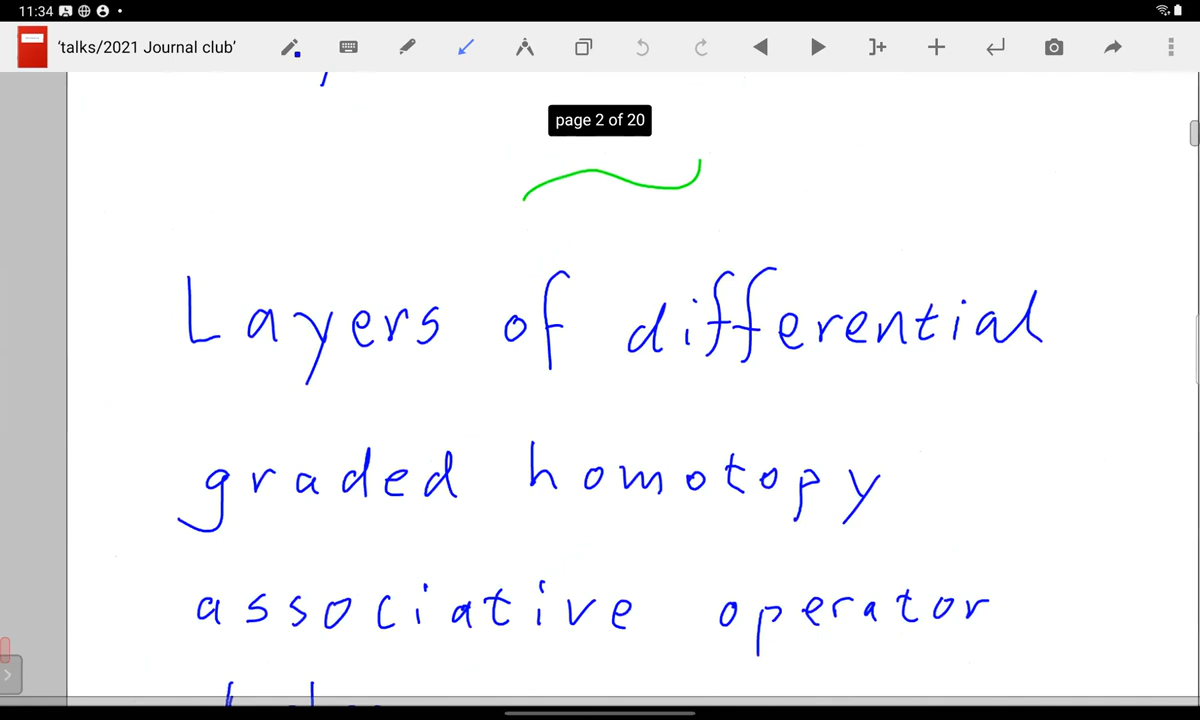 11:34
'talks/2021 Journal club'
page 2 of 20
Layers of differential
graded homotopy
associative operator